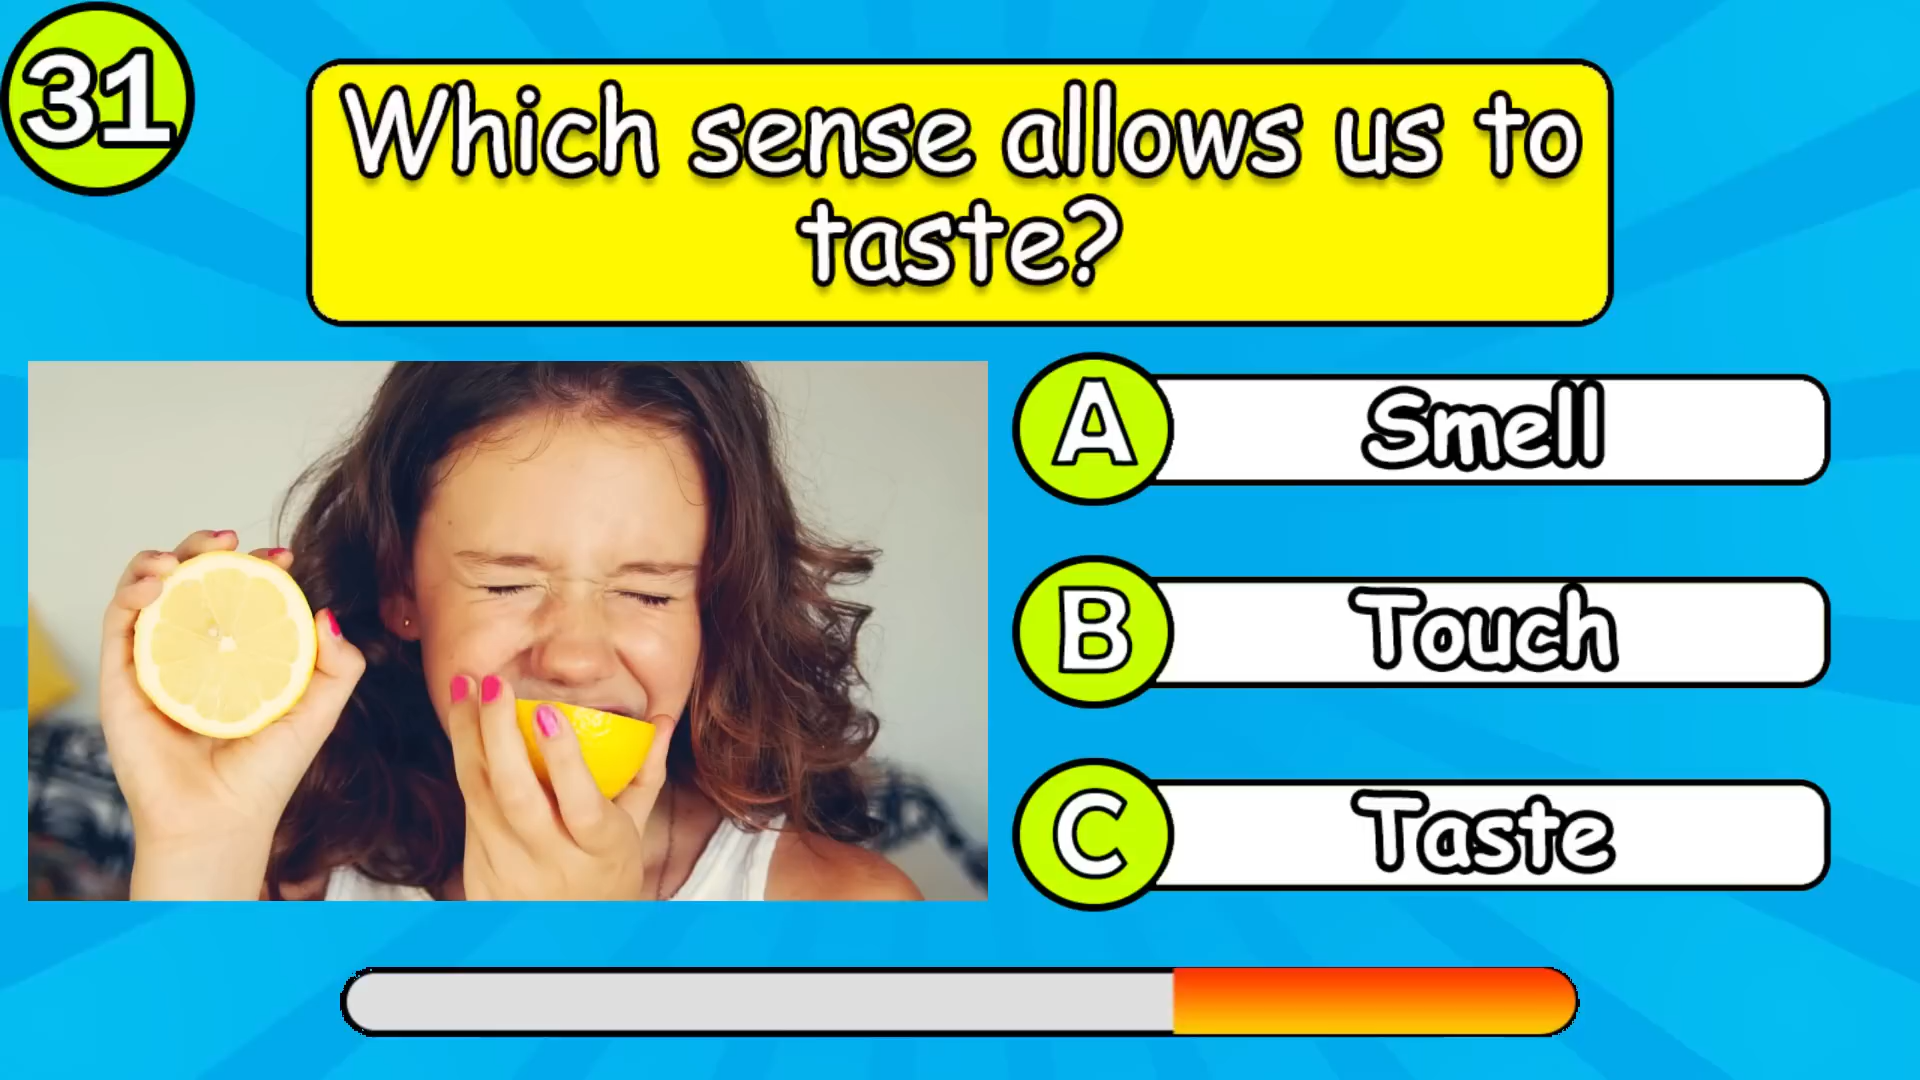 31
Which sense allows us to
taste?
A Smell
B Touch
C Taste